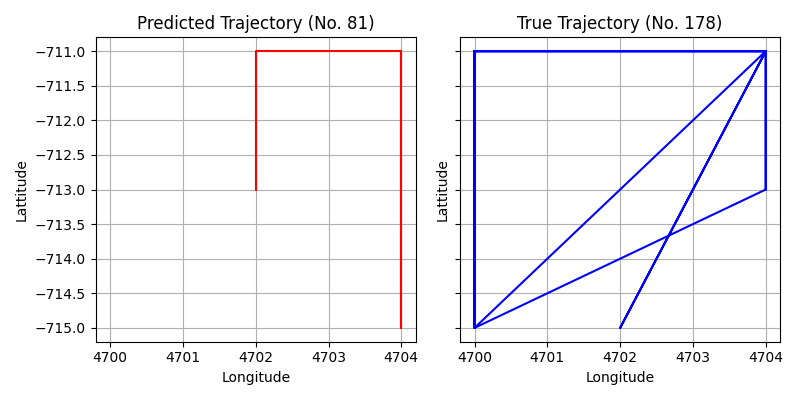 Predicted Trajectory (No. 81)
True Trajectory (No. 178)
−711.0
−711.5
−712.0
−712.5
−713.0
−713.5
−714.0
−714.5
−715.0
Lattitude
Lattitude
4700 4701 4702 4703 4704
4700 4701 4702 4703 4704
Longitude
Longitude